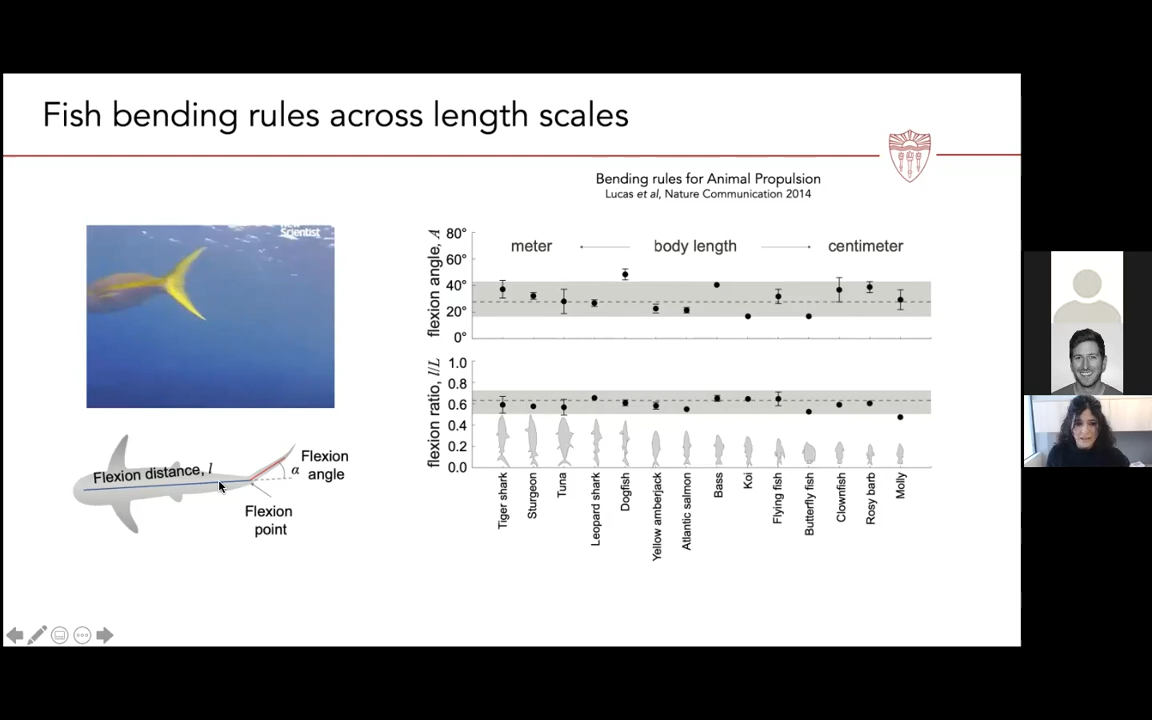 Fish bending rules across length scales
Bending rules for Animal Propulsion
Lucas et al, Nature Communication 2014
Scientist
Flexion distance, l
Flexion
angle
α
Flexion
point
flexion angle, A
80°
60°
40°
20°
0°
meter
body length
centimeter
flexion ratio, l/L
1.0
0.8
0.6
0.4
0.2
0.0
Tiger shark
Sturgeon
Tuna
Leopard shark
Dogfish
Yellow amberjack
Atlantic salmon
Bass
Koi
Flying fish
Butterfly fish
Clownfish
Rosy barb
Molly